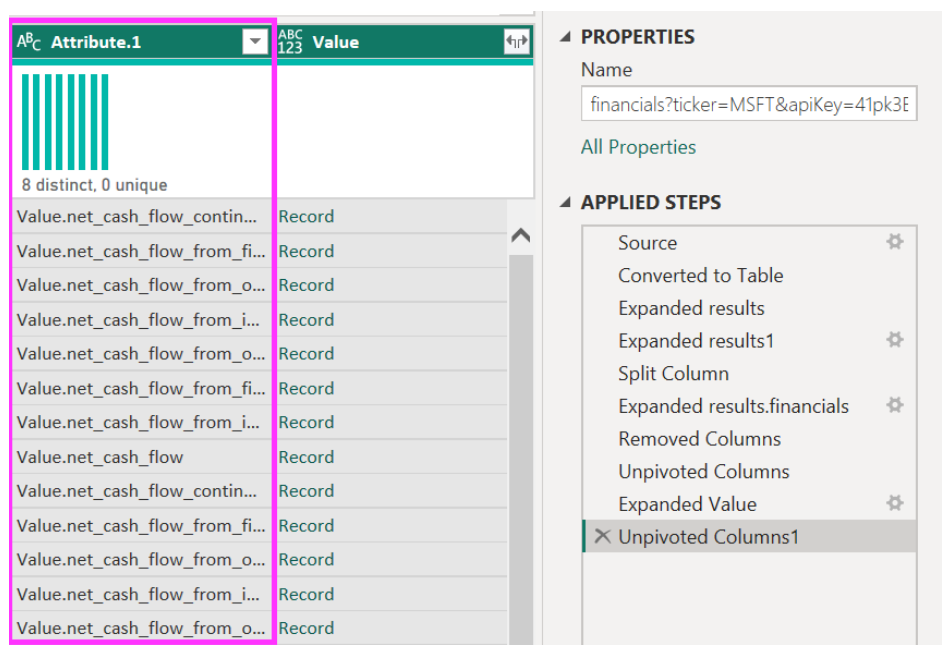 ABC Attribute.1
ABC 123 Value
8 distinct, 0 unique
Value.net_cash_flow_contin... Record
Value.net_cash_flow_from_fi... Record
Value.net_cash_flow_from_o... Record
Value.net_cash_flow_from_i... Record
Value.net_cash_flow_from_o... Record
Value.net_cash_flow_from_fi... Record
Value.net_cash_flow_from_i... Record
Value.net_cash_flow Record
Value.net_cash_flow_contin... Record
Value.net_cash_flow_from_fi... Record
Value.net_cash_flow_from_o... Record
Value.net_cash_flow_from_i... Record
Value.net_cash_flow_from_o... Record
PROPERTIES
Name
financials?ticker=MSFT&apiKey=41pk3E
All Properties
APPLIED STEPS
Source
Converted to Table
Expanded results
Expanded results1
Split Column
Expanded results.financials
Removed Columns
Unpivoted Columns
Expanded Value
Unpivoted Columns1